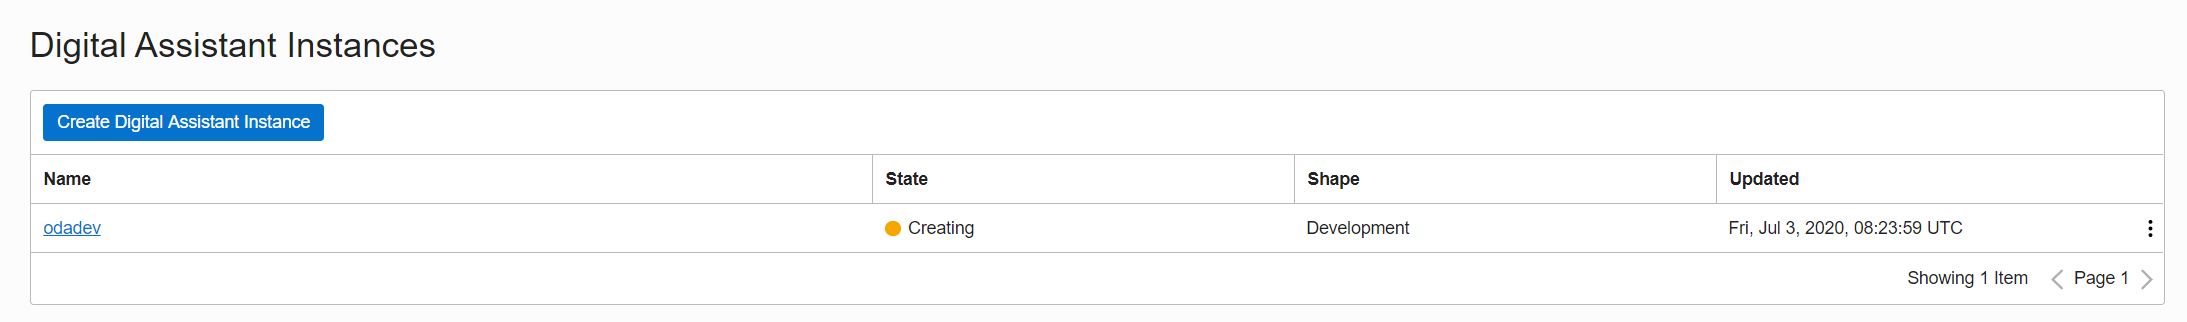 Digital Assistant Instances
Create Digital Assistant Instance
Name State Shape Updated
odadev Creating Development Fri, Jul 3, 2020, 08:23:59 UTC
Showing 1 Item Page 1